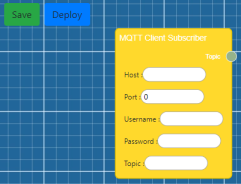 Save Deploy
MQTT Client Subscriber
Topic
Host :
Port : 0
Username :
Password :
Topic :